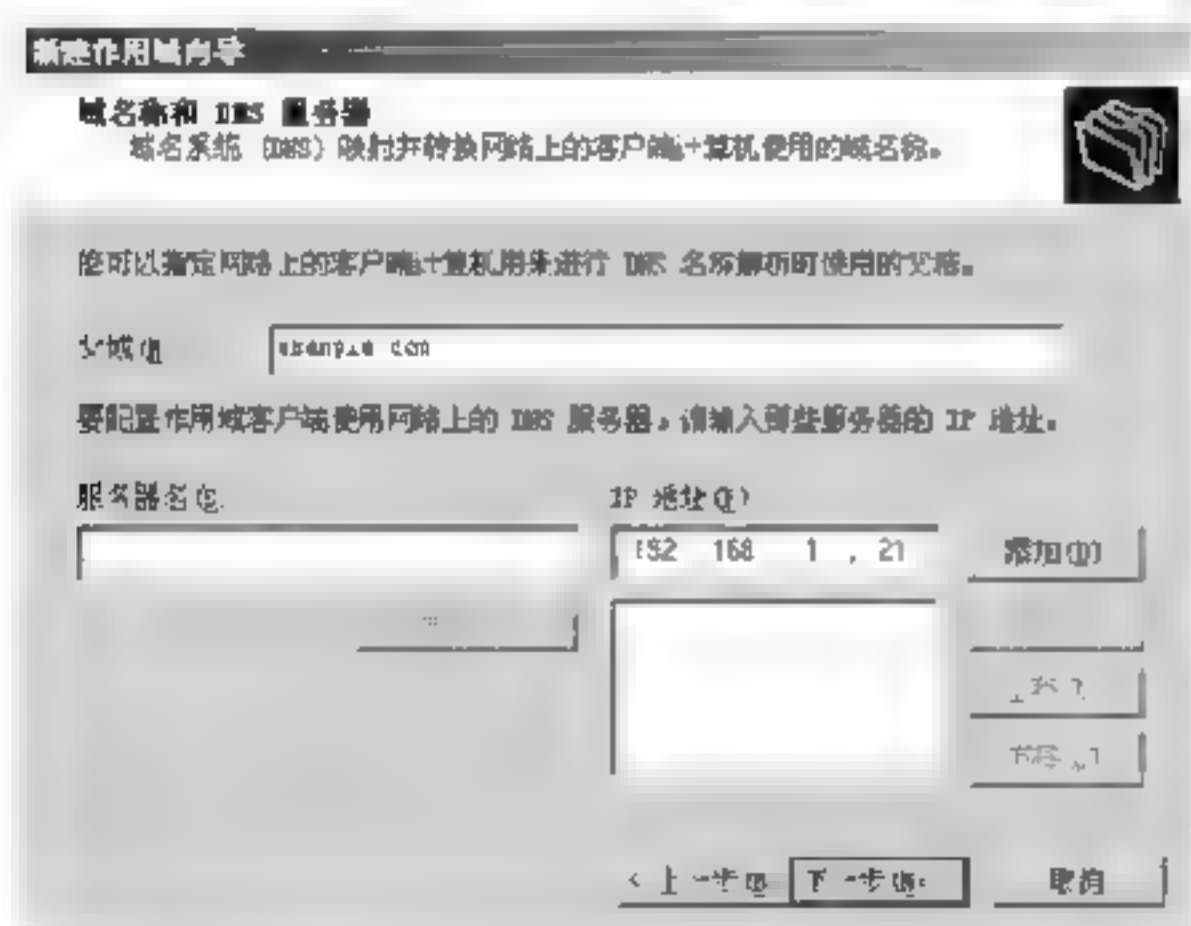 新建作用域向导
域名称和 DNS 服务器
域名系统 (DNS) 映射并转换网络上的客户端计算机使用的域名称。
您可以指定网络上的客户端计算机用来进行 DNS 名称解析时使用的父域。
父域(M)
example.com
要配置作用域客户端使用网络上的 DNS 服务器，请输入那些服务器的 IP 地址。
服务器名(S)
IP 地址(P)
192 168 1 . 21
添加(D)
上移(U)
下移(O)
< 上一步(B)
下一步(N) >
取消